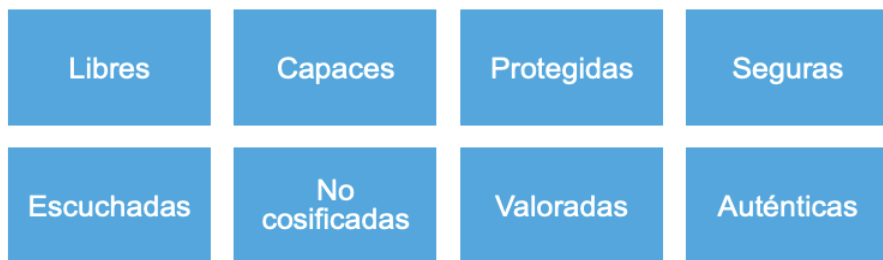 Libres
Capaces
Protegidas
Seguras
Escuchadas
No
cosificadas
Valoradas
Auténticas